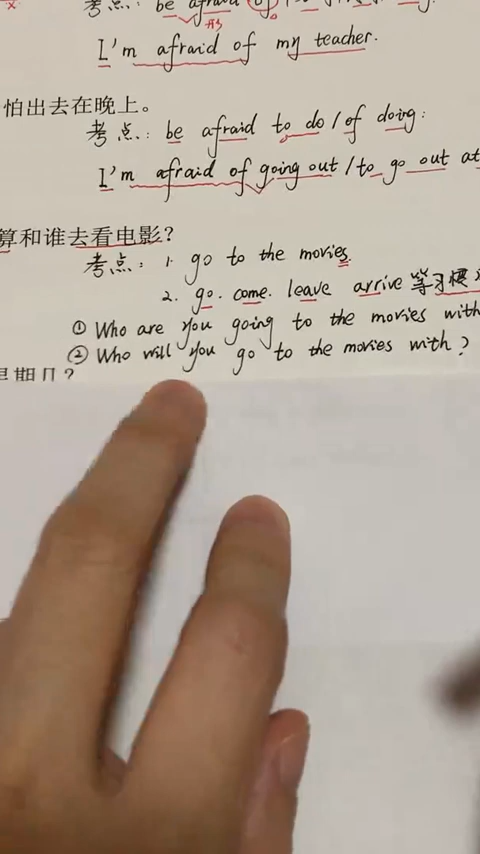 考点: be afraid of
形
I'm afraid of my teacher.
怕出去在晚上。
考点: be afraid to do / of doing:
I'm afraid of going out / to go out at
算和谁去看电影?
考点: 1. go to the movies.
2. go. come. leave arrive 等习惯
① Who are you going to the movies with
② Who will you go to the movies with?